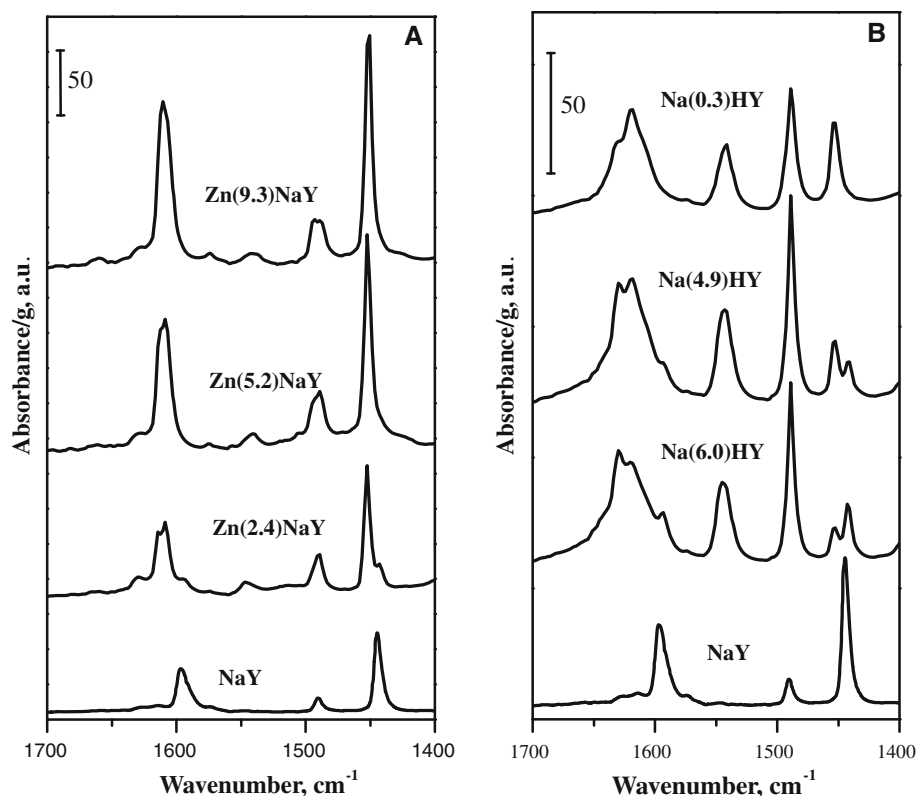 A
50
Zn(9.3)NaY
Zn(5.2)NaY
Zn(2.4)NaY
NaY
Absorbance/g, a.u.
1700 1600 1500 1400
Wavenumber, cm-1
B
50
Na(0.3)HY
Na(4.9)HY
Na(6.0)HY
NaY
Absorbance/g, a.u.
1700 1600 1500 1400
Wavenumber, cm-1